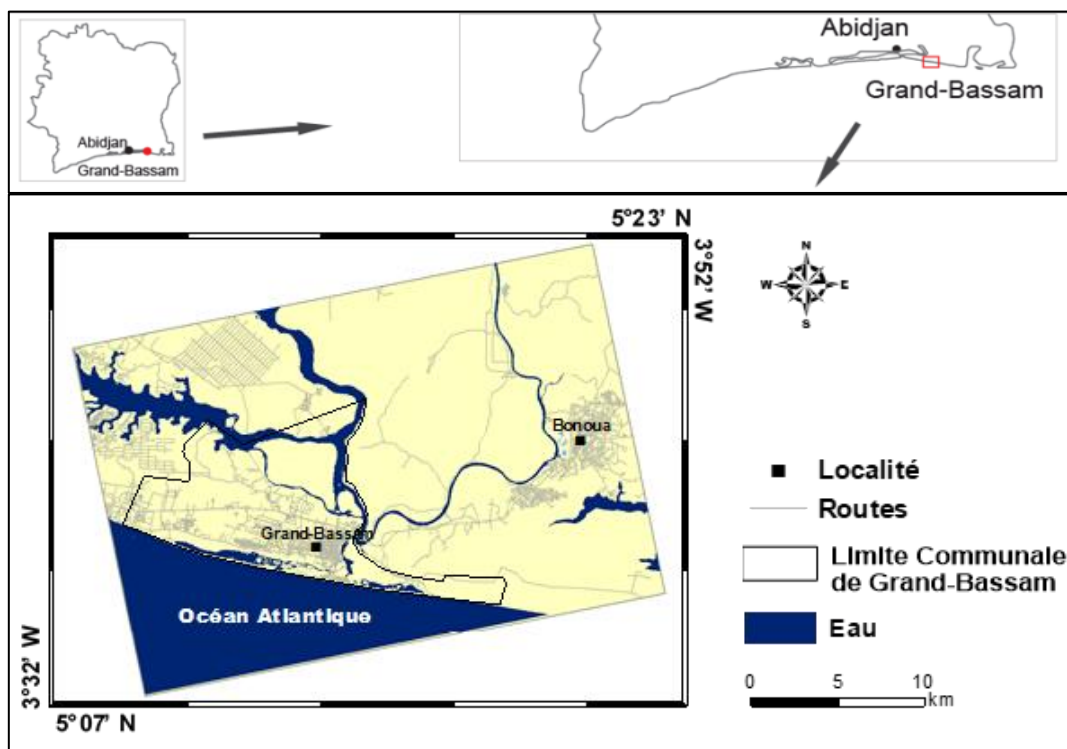 Abidjan
Grand-Bassam
Abidjan
Grand-Bassam
5°23' N
3°52' W
N
W E
S
Bonoua
Grand-Bassam
Océan Atlantique
Localité
Routes
Limite Communale
de Grand-Bassam
Eau
0 5 10
km
3°32' W
5°07' N